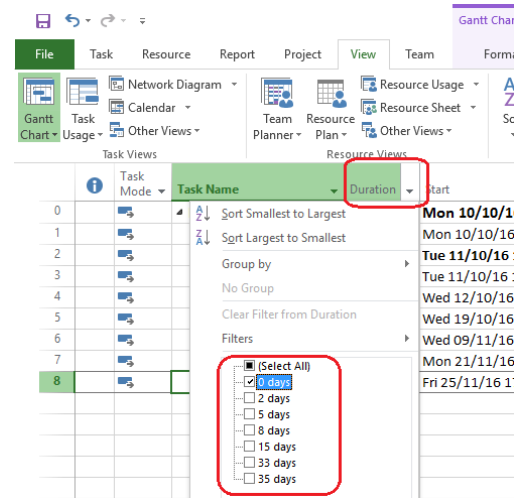 Gantt Char
File Task Resource Report Project View Team Forma
Network Diagram Resource Usage
Calendar Resource Sheet
Gantt Chart Task Usage Other Views Team Planner Resource Plan Other Views So
Task Views Resource Views
Task Mode Task Name Duration Start
0 Sort Smallest to Largest Mon 10/10/1
1 Sort Largest to Smallest Mon 10/10/16
2 Group by Tue 11/10/16
3 No Group Tue 11/10/16
4 Clear Filter from Duration Wed 12/10/16
5 Wed 19/10/16
6 Filters Wed 09/11/16
7 (Select All) Mon 21/11/16
8 0 days Fri 25/11/16 1
2 days
5 days
8 days
15 days
33 days
35 days